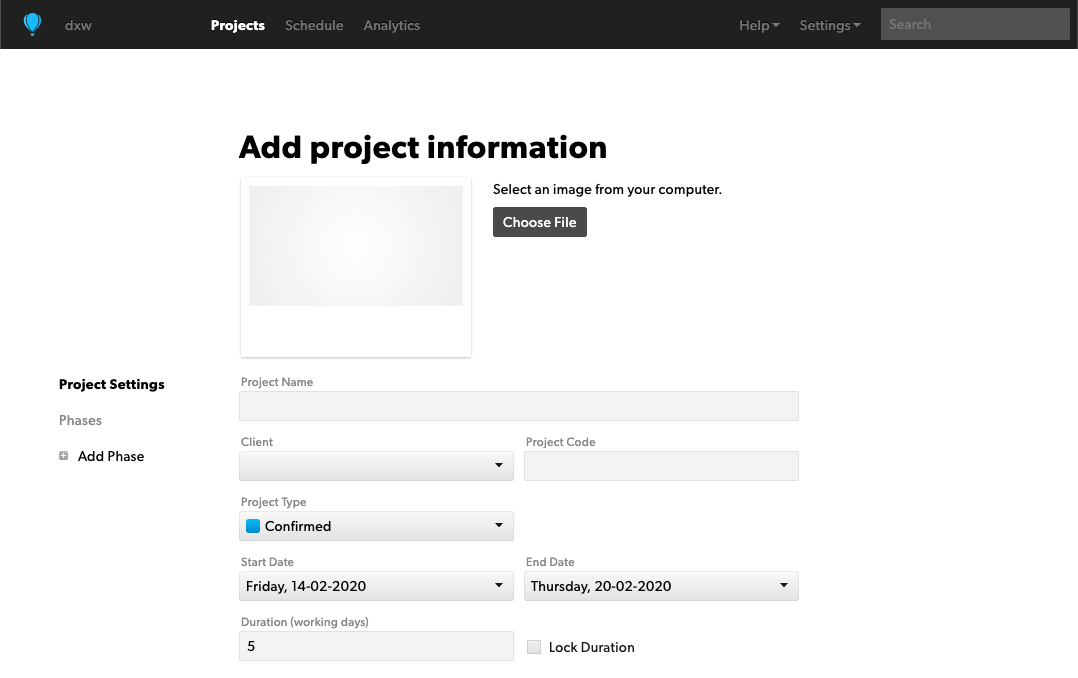 dxw Projects Schedule Analytics Help Settings Search
Add project information
Select an image from your computer.
Choose File
Project Settings
Phases
Add Phase
Project Name
Client Project Code
Project Type
Confirmed
Start Date End Date
Friday, 14-02-2020 Thursday, 20-02-2020
Duration (working days)
5 Lock Duration